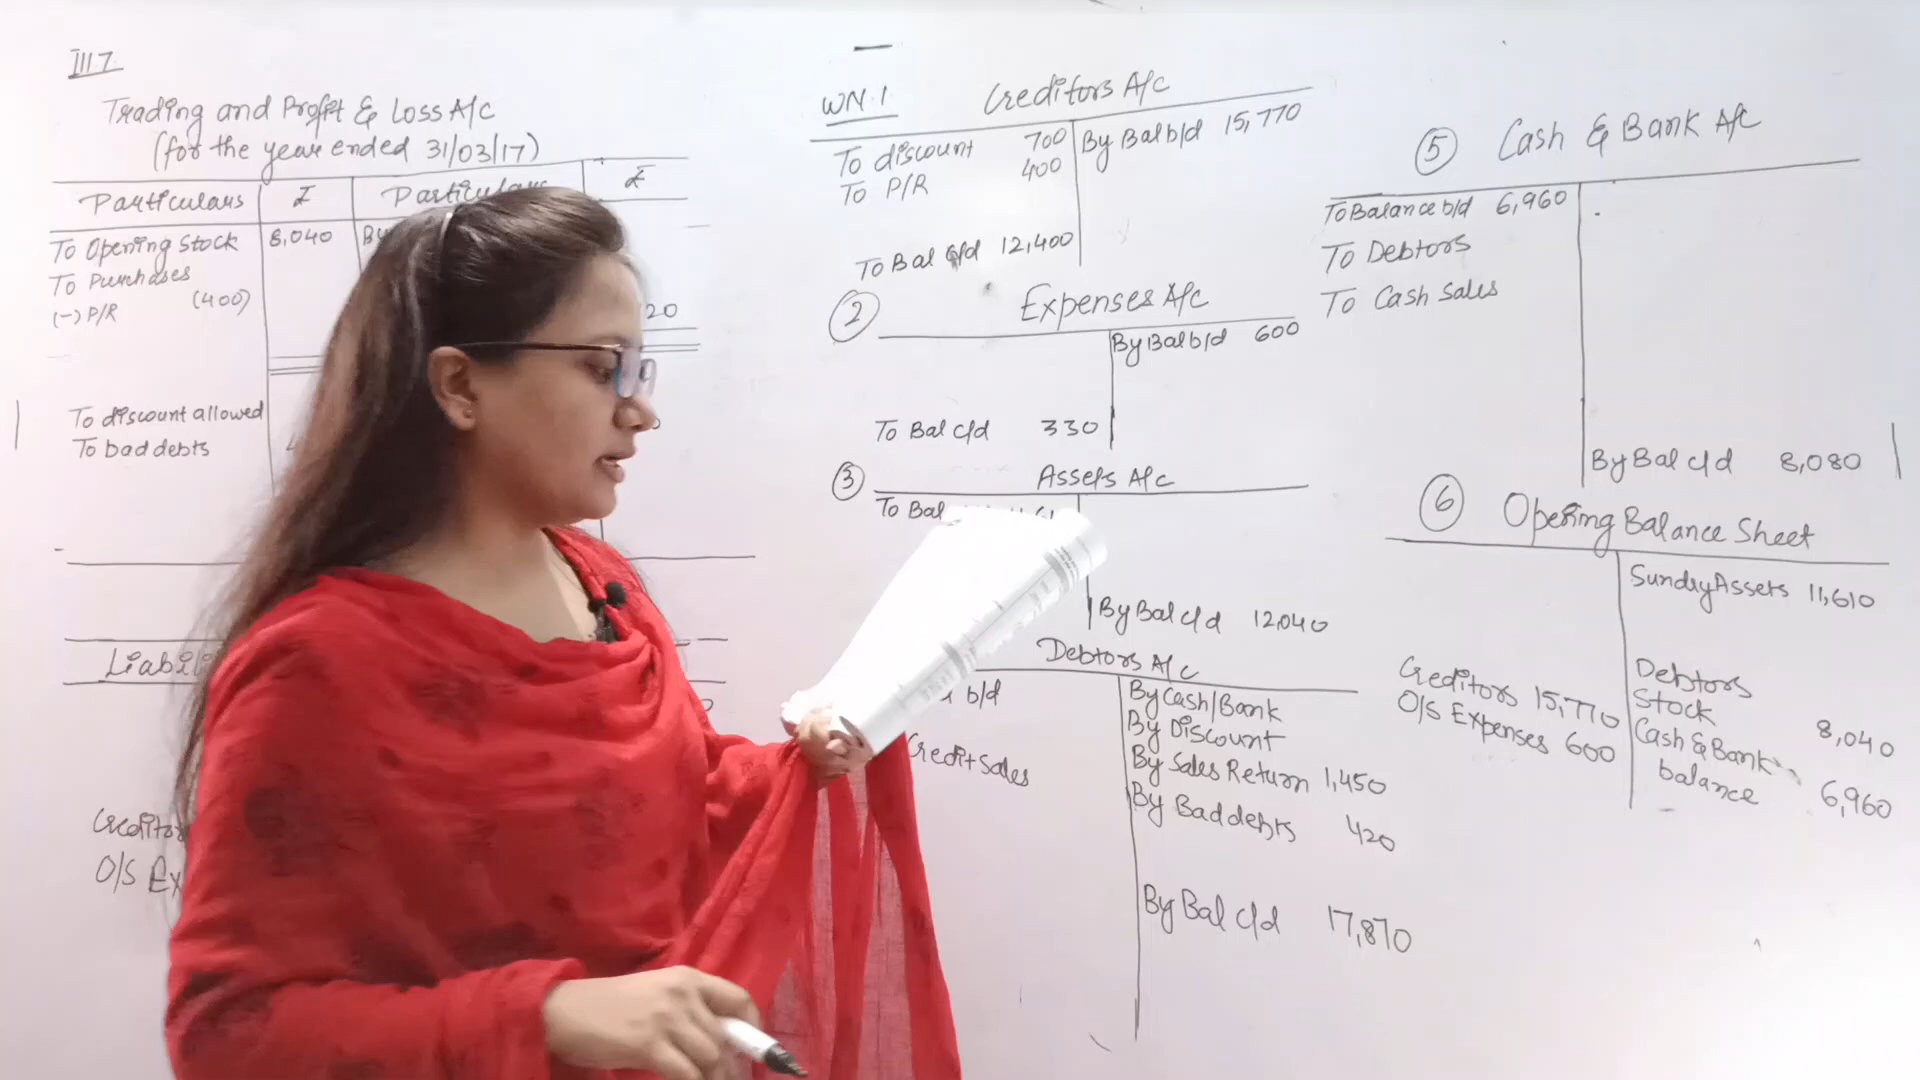 III 7
Trading and Profit & Loss A/c
(for the year ended 31/03/17)
Particulars ₹ Particulars ₹
To Opening Stock 8,040 By
To Purchases
(-) P/R (400)
20
To discount allowed
To bad debts
Liabili
Creditor
O/S Ex
WN.1 Creditors A/c
To discount 700 By Bal b/d 15,770
To P/R 400
To Bal c/d 12,400
2 Expenses A/c
By Bal b/d 600
To Bal c/d 330
3 Assets A/c
To Bal
By Bal c/d 12,040
Debtors A/c
b/d By Cash/Bank
By Discount
Credit Sales By Sales Return 1,450
By Bad debts 420
By Bal c/d 17,870
5 Cash & Bank A/c
To Balance b/d 6,960
To Debtors
To Cash Sales
By Bal c/d 8,080
6 Opening Balance Sheet
Sundry Assets 11,610
Creditors 15,770 Debtors
O/S Expenses 600 Stock 8,040
Cash & Bank
balance 6,960